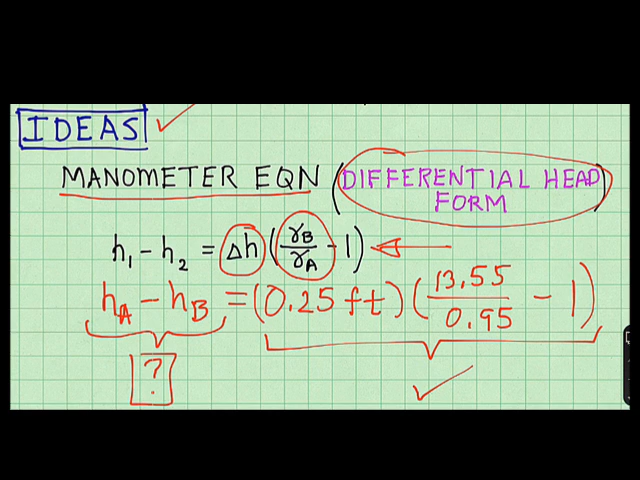 IDEAS
MANOMETER EQN (DIFFERENTIAL HEAD
FORM)
h₁ - h₂ = Δh (γB/γA - 1)
hA - hB = (0.25 ft) (13.55/0.95 - 1)
?